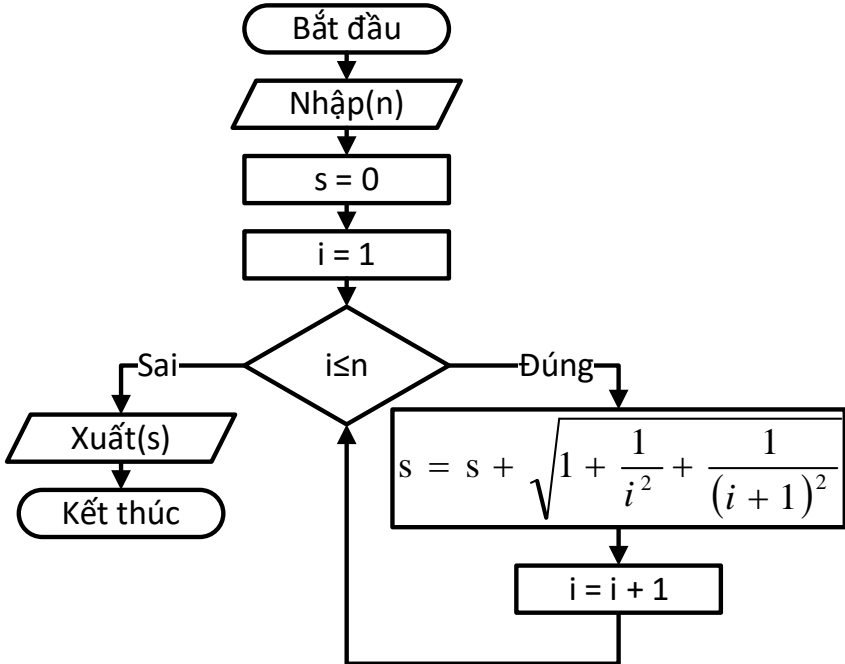 Bắt đầu
Nhập(n)
s = 0
i = 1
i≤n
Sai
Đúng
Xuất(s)
Kết thúc
s = s + √(1 + 1/i² + 1/(i + 1)²)
i = i + 1